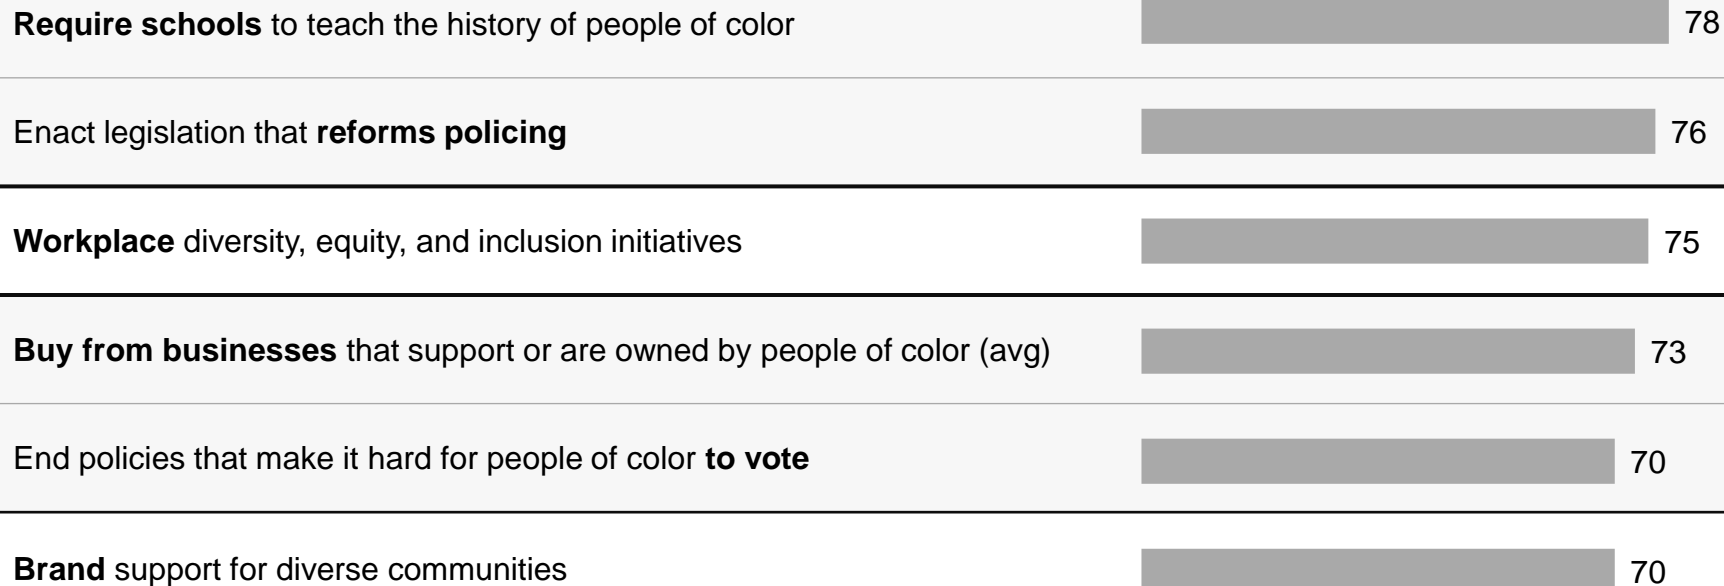 Require schools to teach the history of people of color 78
Enact legislation that reforms policing 76
Workplace diversity, equity, and inclusion initiatives 75
Buy from businesses that support or are owned by people of color (avg) 73
End policies that make it hard for people of color to vote 70
Brand support for diverse communities 70